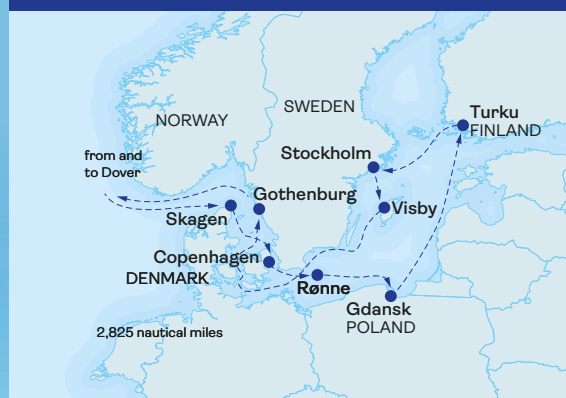 SWEDEN
NORWAY
Turku
FINLAND
Stockholm
from and
to Dover
Gothenburg
Visby
Skagen
Copenhagen
DENMARK
Rønne
Gdansk
POLAND
2,825 nautical miles